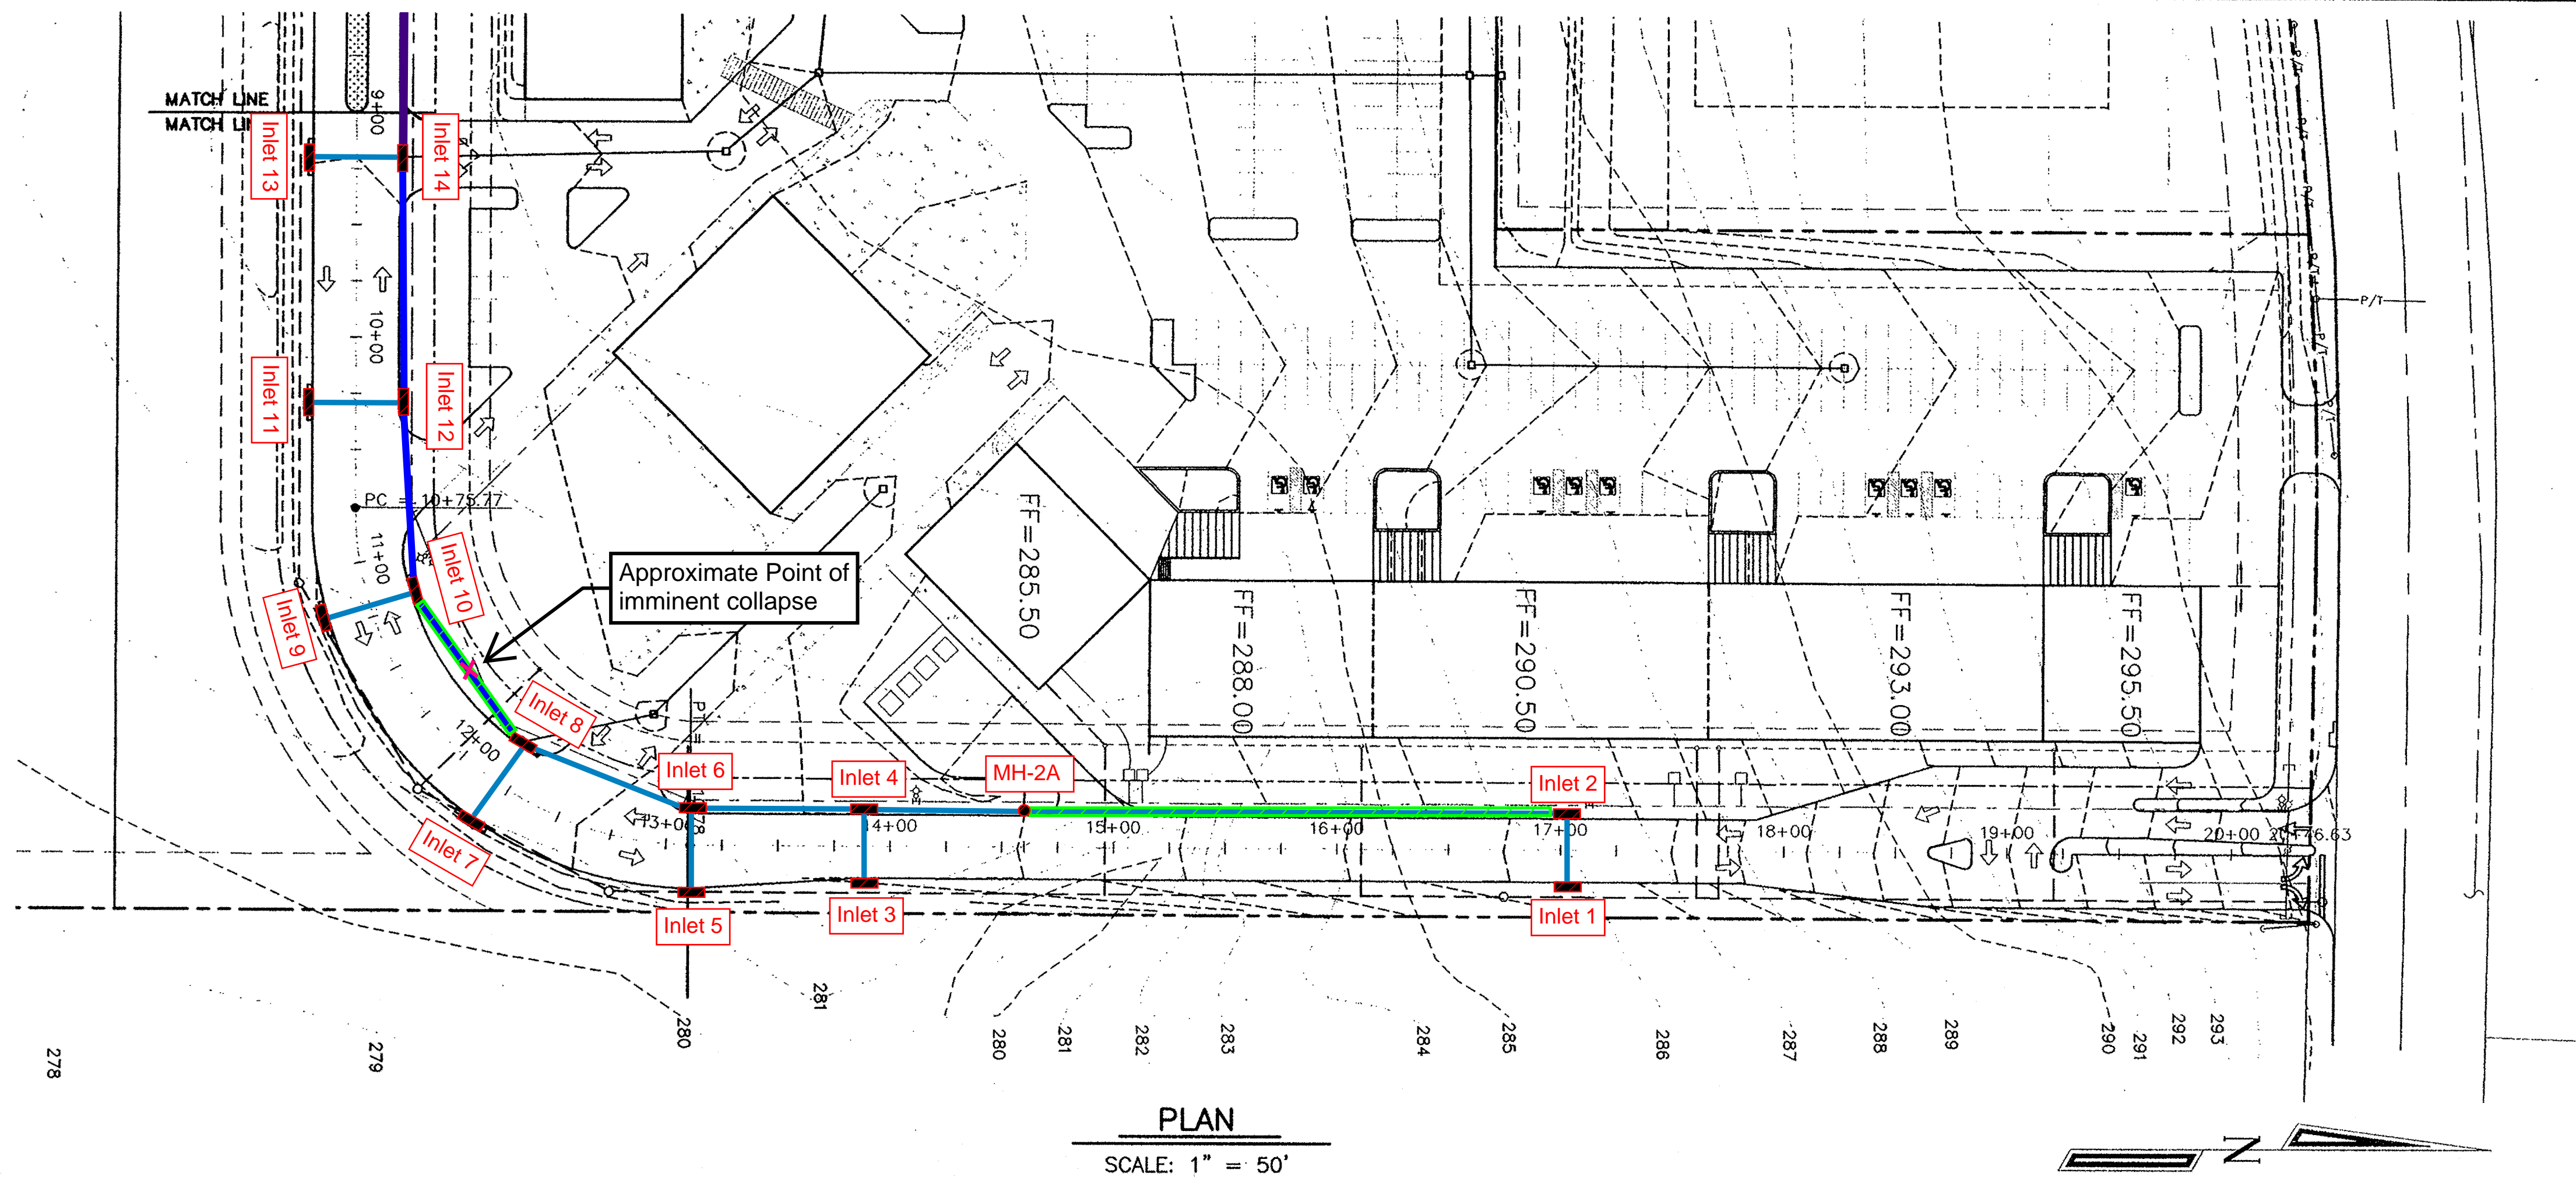 MATCH LINE
MATCH LI
9+00
Inlet 13
Inlet 14
10+00
Inlet 11
Inlet 12
PC = 10+75.77
11+00
Inlet 10
Inlet 9
Approximate Point of
imminent collapse
12+00
Inlet 8
Inlet 7
Inlet 6
Inlet 4
MH-2A
Inlet 2
13+00
14+00
15+00
16+00
17+00
18+00
19+00
20+00
Inlet 5
Inlet 3
Inlet 1
FF=285.50
FF=288.00
FF=290.50
FF=293.00
FF=295.50
P/T
P/T
P/T
P/T
P/T
P/T
P/T
278
279
280
281
280
281
282
283
284
285
286
287
288
289
290
291
292
293
PLAN
SCALE: 1" = 50'
N